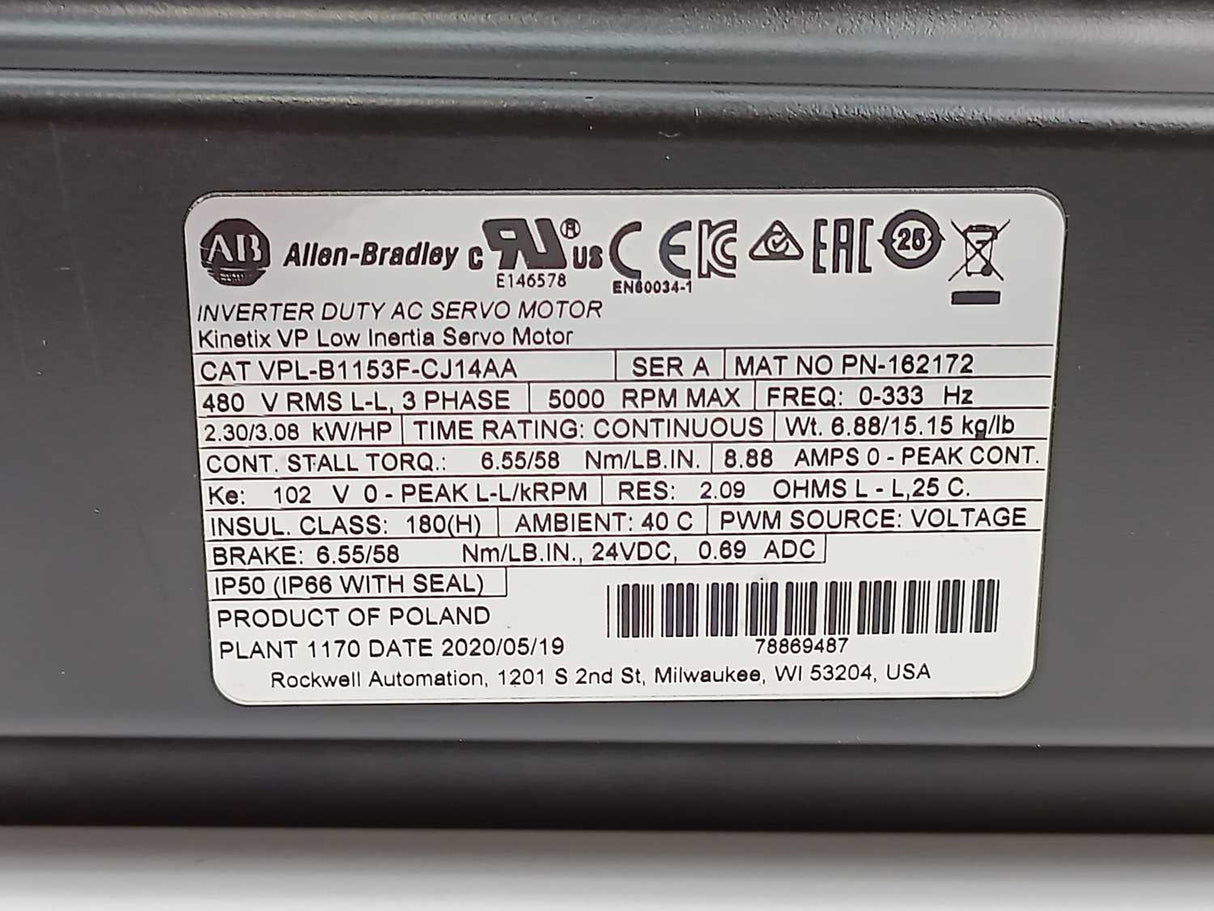 AB Allen-Bradley c RU ® US CE KC EAC 25
E146578
EN60034-1
INVERTER DUTY AC SERVO MOTOR
Kinetix VP Low Inertia Servo Motor
CAT VPL-B1153F-CJ14AA SER A MAT NO PN-162172
480 V RMS L-L, 3 PHASE 5000 RPM MAX FREQ: 0-333 Hz
2.30/3.08 kW/HP TIME RATING: CONTINUOUS Wt. 6.88/15.15 kg/lb
CONT. STALL TORQ.: 6.55/58 Nm/LB.IN. 8.88 AMPS 0 - PEAK CONT.
Ke: 102 V 0 - PEAK L-L/kRPM RES: 2.09 OHMS L - L,25 C.
INSUL. CLASS: 180(H) AMBIENT: 40 C PWM SOURCE: VOLTAGE
BRAKE: 6.55/58 Nm/LB.IN., 24VDC, 0.69 ADC
IP50 (IP66 WITH SEAL)
PRODUCT OF POLAND
PLANT 1170 DATE 2020/05/19
78869487
Rockwell Automation, 1201 S 2nd St, Milwaukee, WI 53204, USA